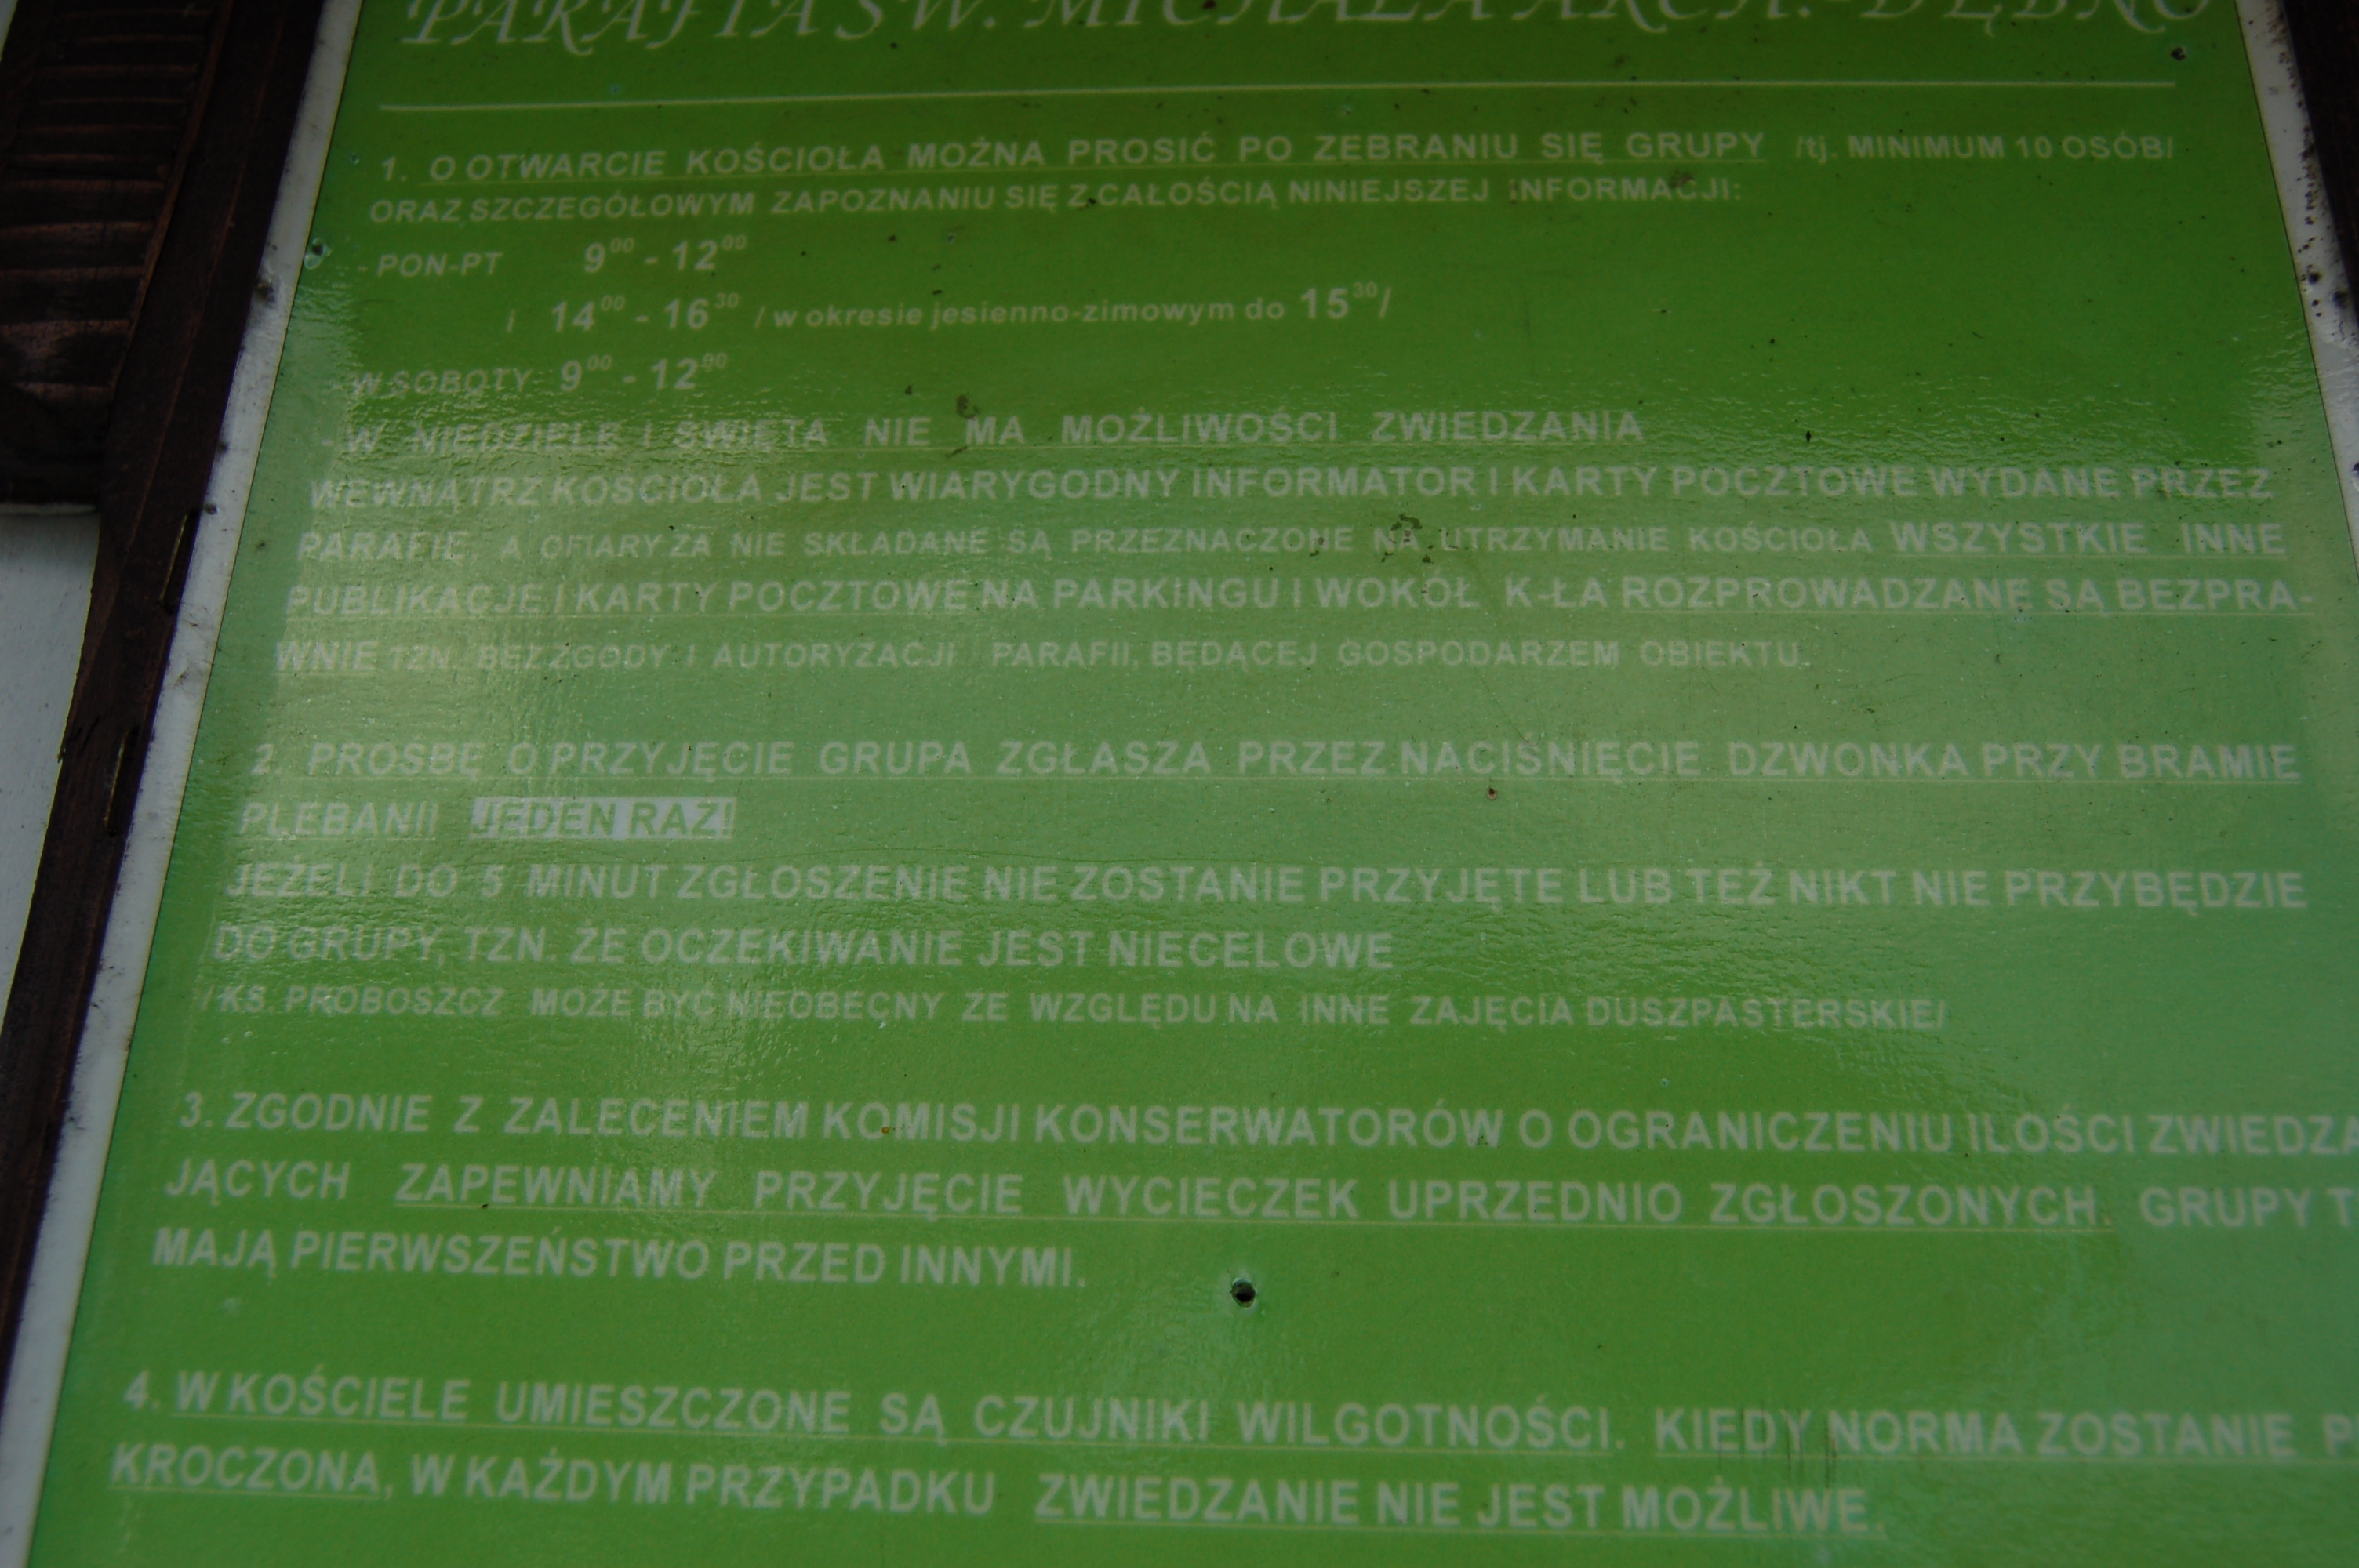 PARAFIA ŚW. MICHAŁA ARCH.-DĘBNO
1. O OTWARCIE KOŚCIOŁA MOŻNA PROSIĆ PO ZEBRANIU SIĘ GRUPY /tj. MINIMUM 10 OSÓB/
ORAZ SZCZEGÓŁOWYM ZAPOZNANIU SIĘ Z CAŁOŚCIĄ NINIEJSZEJ INFORMACJI:
- PON-PT 9⁰⁰ - 12⁰⁰
i 14⁰⁰ - 16³⁰ /w okresie jesienno-zimowym do 15³⁰/
- W SOBOTY 9⁰⁰ - 12⁰⁰
- W NIEDZIELE I ŚWIĘTA NIE MA MOŻLIWOŚCI ZWIEDZANIA
WEWNĄTRZ KOŚCIOŁA JEST WIARYGODNY INFORMATOR I KARTY POCZTOWE WYDANE PRZEZ
PARAFIĘ, A OFIARY ZA NIE SKŁADANE SĄ PRZEZNACZONE NA UTRZYMANIE KOŚCIOŁA WSZYSTKIE INNE
PUBLIKACJE I KARTY POCZTOWE NA PARKINGU I WOKÓŁ K-ŁA ROZPROWADZANE SĄ BEZPRA-
WNIE TZN. BEZ ZGODY I AUTORYZACJI PARAFII, BĘDĄCEJ GOSPODARZEM OBIEKTU.
2. PROŚBĘ O PRZYJĘCIE GRUPA ZGŁASZA PRZEZ NACIŚNIĘCIE DZWONKA PRZY BRAMIE
PLEBANII JEDEN RAZ!
JEŻELI DO 5 MINUT ZGŁOSZENIE NIE ZOSTANIE PRZYJĘTE LUB TEŻ NIKT NIE PRZYBĘDZIE
DO GRUPY, TZN. ŻE OCZEKIWANIE JEST NIECELOWE
/KS. PROBOSZCZ MOŻE BYĆ NIEOBECNY ZE WZGLĘDU NA INNE ZAJĘCIA DUSZPASTERSKIE/
3. ZGODNIE Z ZALECENIEM KOMISJI KONSERWATORÓW O OGRANICZENIU ILOŚCI ZWIEDZA
JĄCYCH ZAPEWNIAMY PRZYJĘCIE WYCIECZEK UPRZEDNIO ZGŁOSZONYCH. GRUPY T
MAJĄ PIERWSZEŃSTWO PRZED INNYMI.
4. W KOŚCIELE UMIESZCZONE SĄ CZUJNIKI WILGOTNOŚCI. KIEDY NORMA ZOSTANIE P
KROCZONA, W KAŻDYM PRZYPADKU ZWIEDZANIE NIE JEST MOŻLIWE.